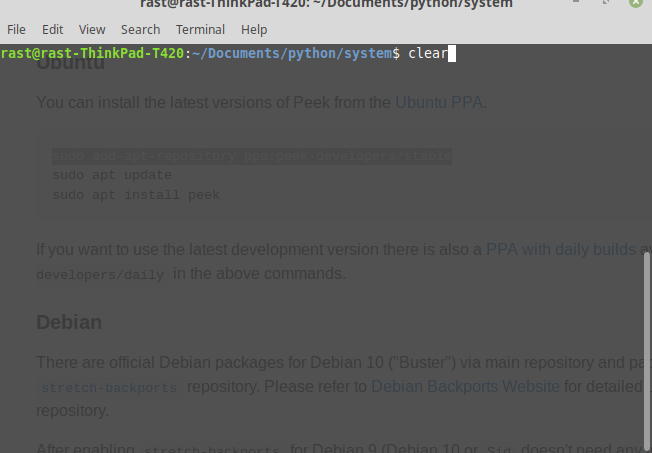 rast@rast-ThinkPad-T420: ~/Documents/python/system
File Edit View Search Terminal Help
rast@rast-ThinkPad-T420:~/Documents/python/system$ clear
Ubuntu
You can install the latest versions of Peek from the Ubuntu PPA.
sudo add-apt-repository ppa:peek-developers/stable
sudo apt update
sudo apt install peek
If you want to use the latest development version there is also a PPA with daily builds
developers/daily in the above commands.
Debian
There are official Debian packages for Debian 10 ("Buster") via main repository and
stretch-backports repository. Please refer to Debian Backports Website for detailed
repository.
After enabling stretch-backports for Debian 9 (Debian 10 or Sid doesn't need any